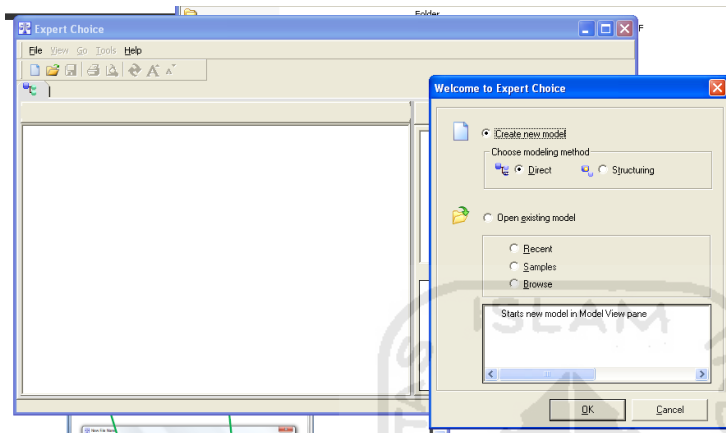 Folder
Expert Choice
F
File View Go Tools Help
Welcome to Expert Choice
Create new model
Choose modeling method
Direct Structuring
Open existing model
Recent
Samples
Browse
Starts new model in Model View pane
ISLAM
OK Cancel